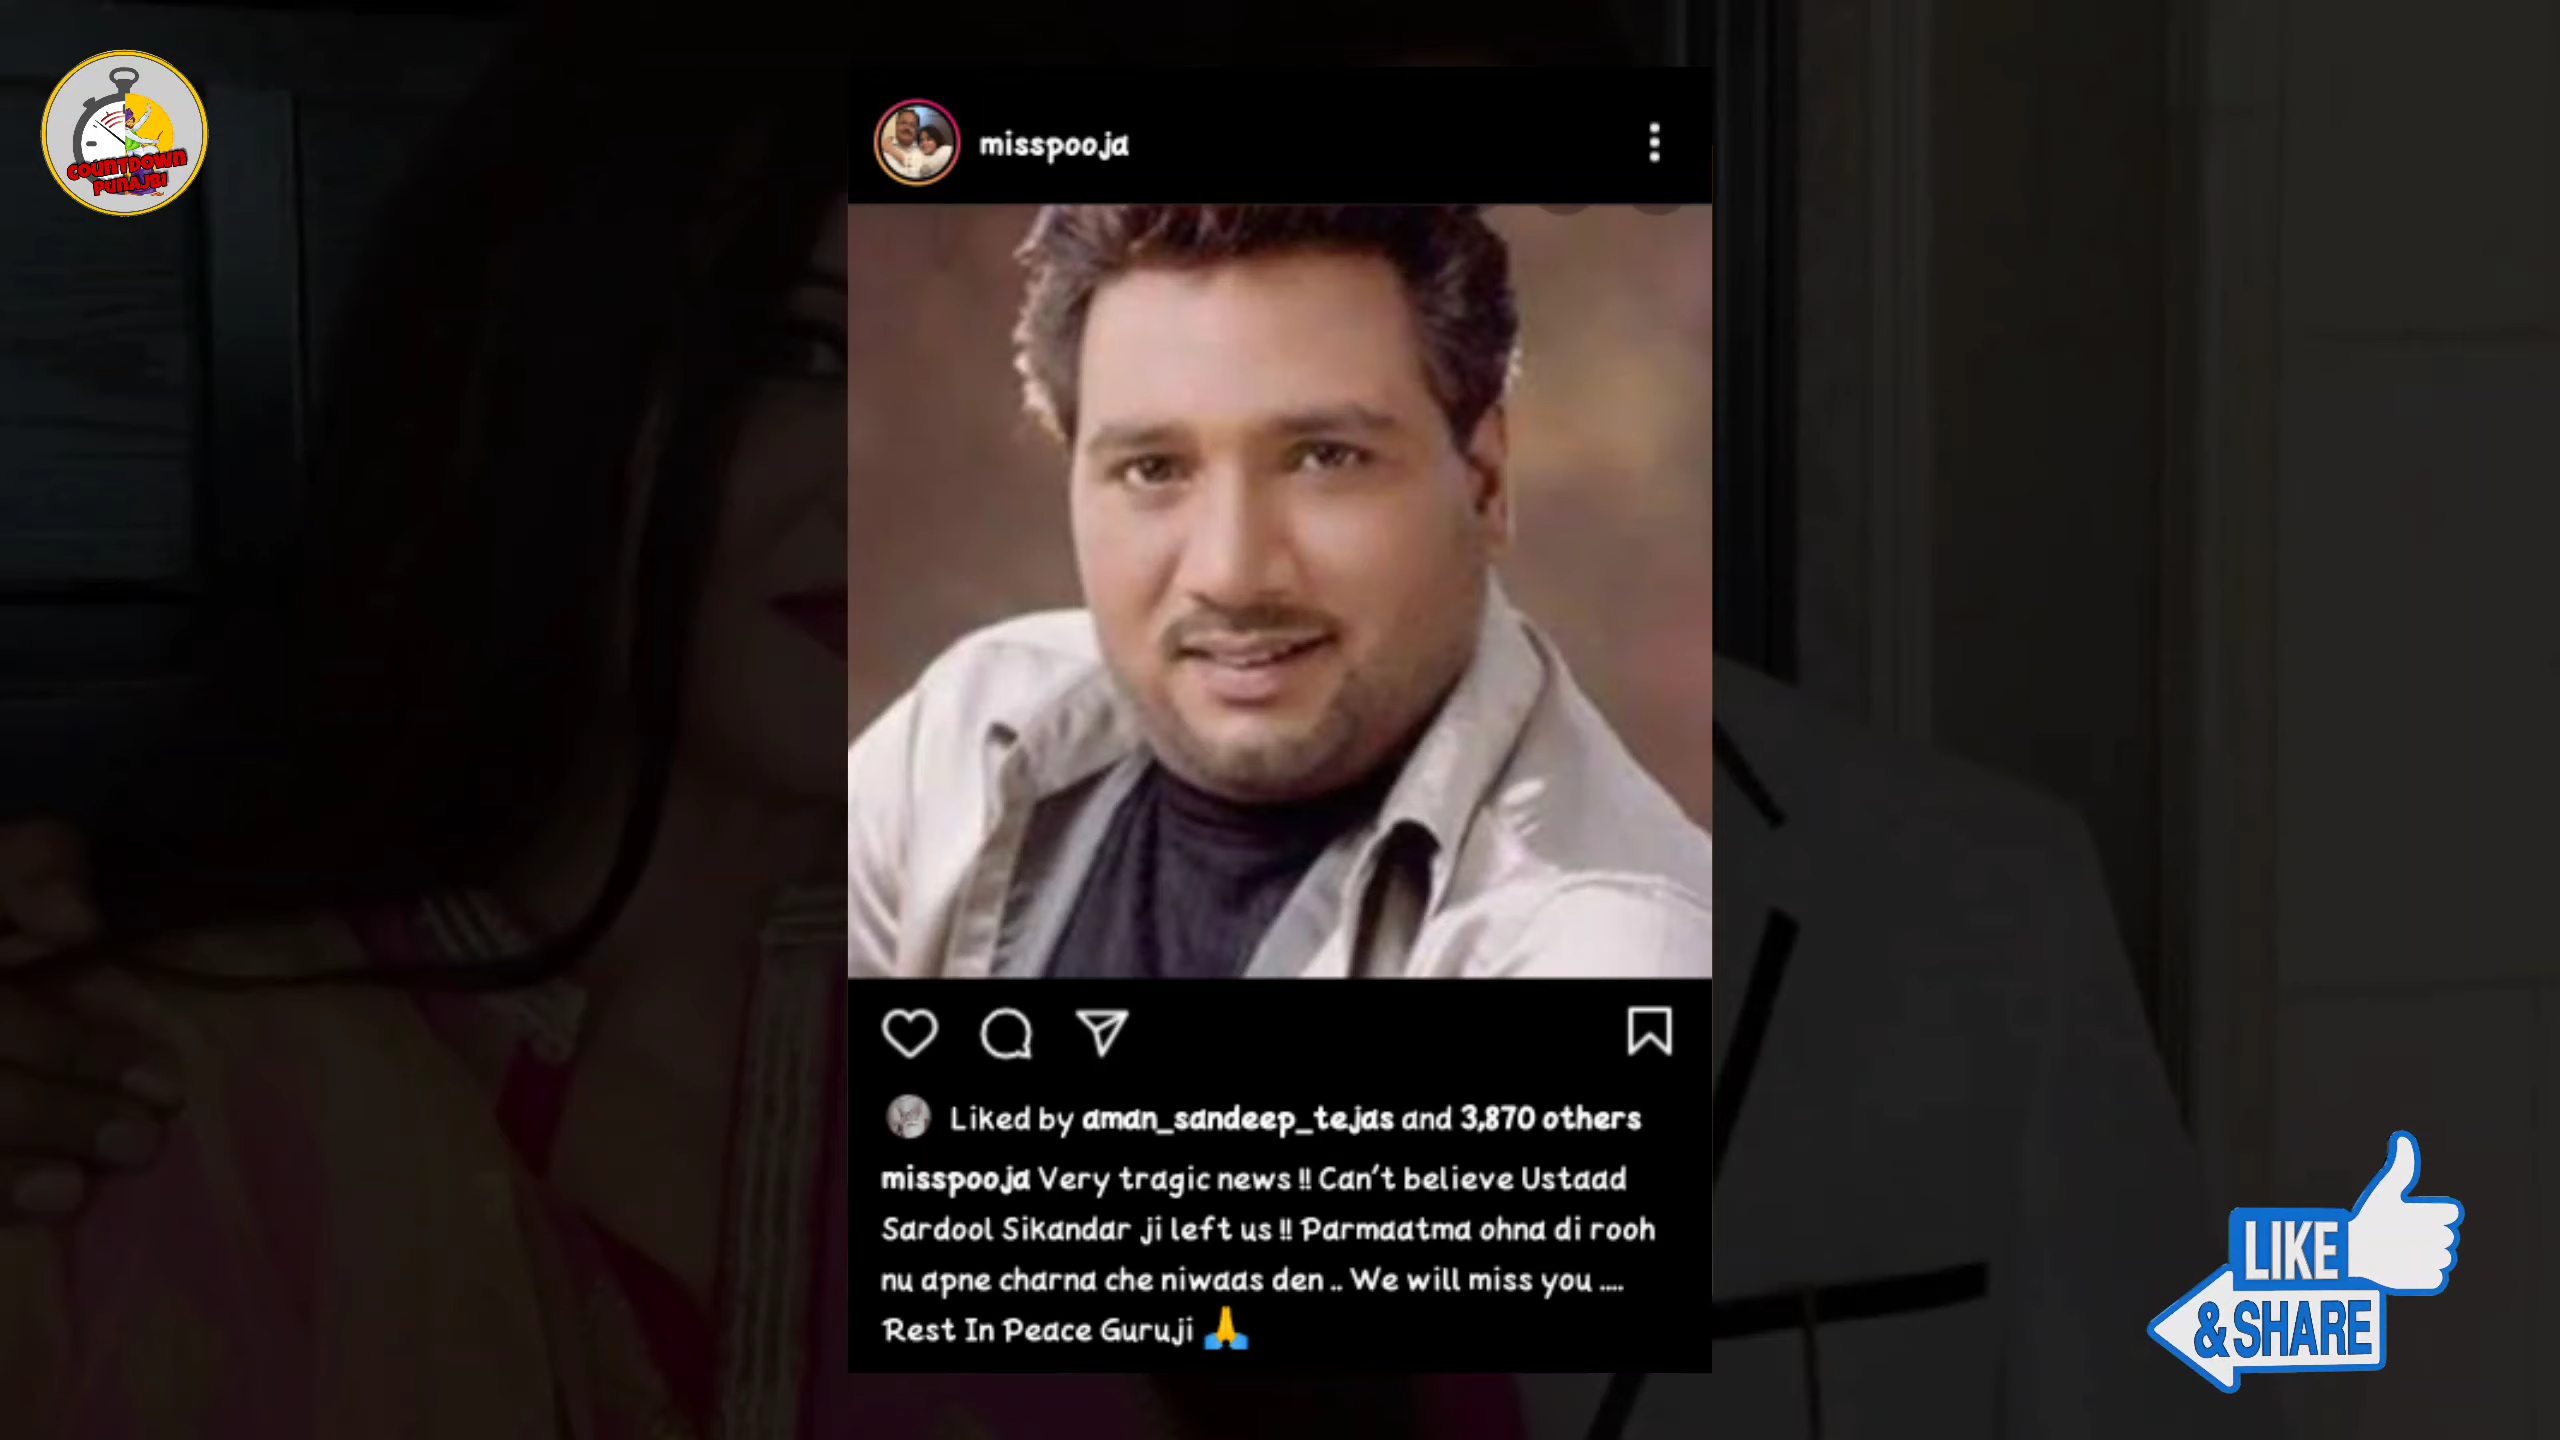 COUNTDOWN
PUNAJBI
misspooja
Liked by aman_sandeep_tejas and 3,870 others
misspooja Very tragic news !! Can't believe Ustaad
Sardool Sikandar ji left us !! Parmaatma ohna di rooh
nu apne charna che niwaas den .. We will miss you .....
Rest In Peace Guruji 🙏
LIKE
& SHARE